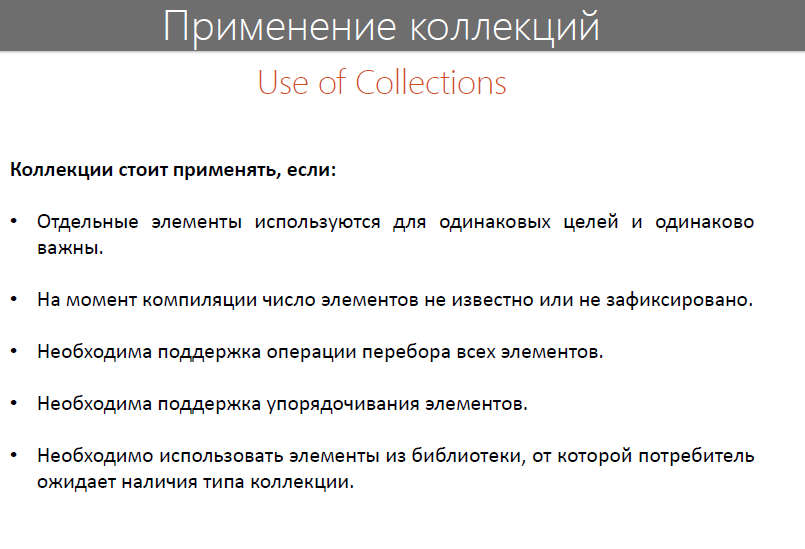 Применение коллекций
Use of Collections
Коллекции стоит применять, если:
• Отдельные элементы используются для одинаковых целей и одинаково
важны.
• На момент компиляции число элементов не известно или не зафиксировано.
• Необходима поддержка операции перебора всех элементов.
• Необходима поддержка упорядочивания элементов.
• Необходимо использовать элементы из библиотеки, от которой потребитель
ожидает наличия типа коллекции.